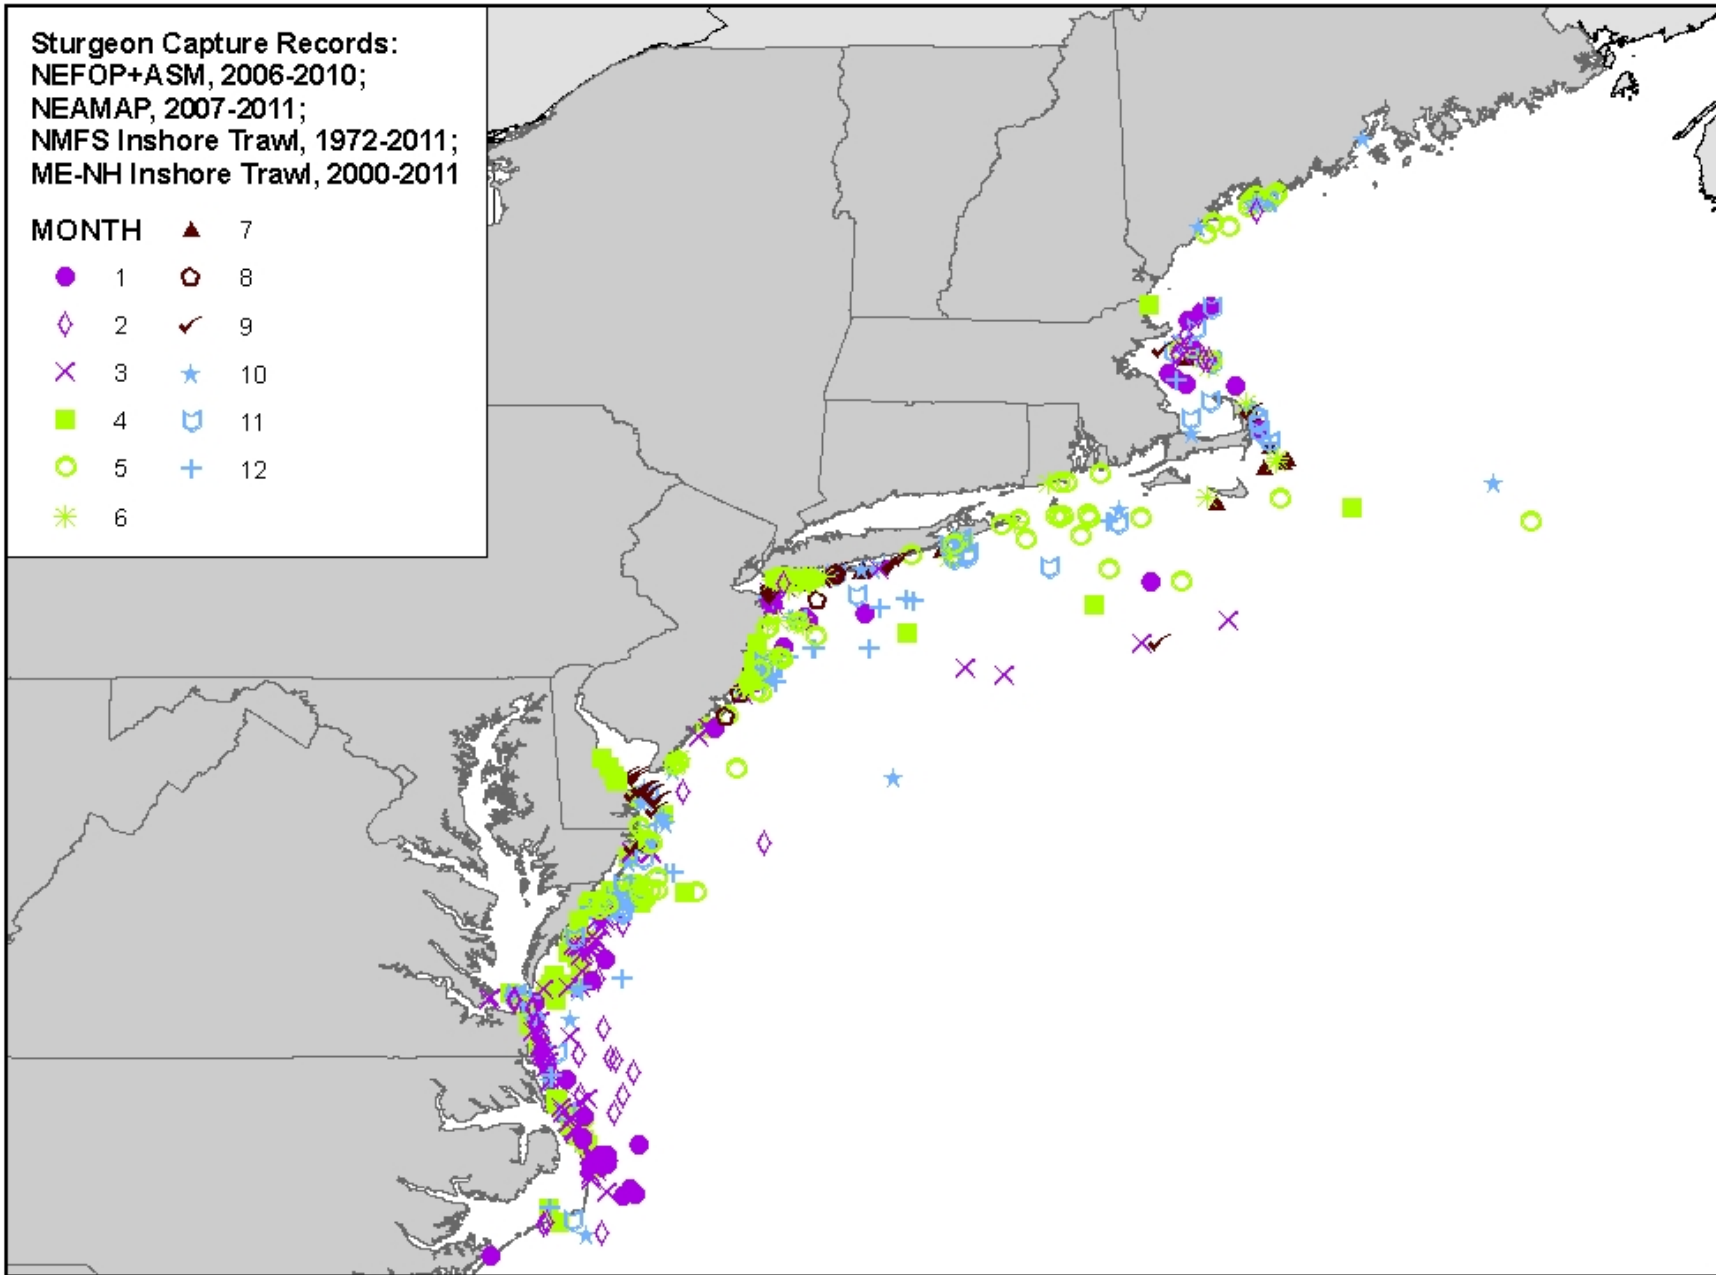 Sturgeon Capture Records:
NEFOP+ASM, 2006-2010;
NEAMAP, 2007-2011;
NMFS Inshore Trawl, 1972-2011;
ME-NH Inshore Trawl, 2000-2011
MONTH
1
2
3
4
5
6
7
8
9
10
11
12